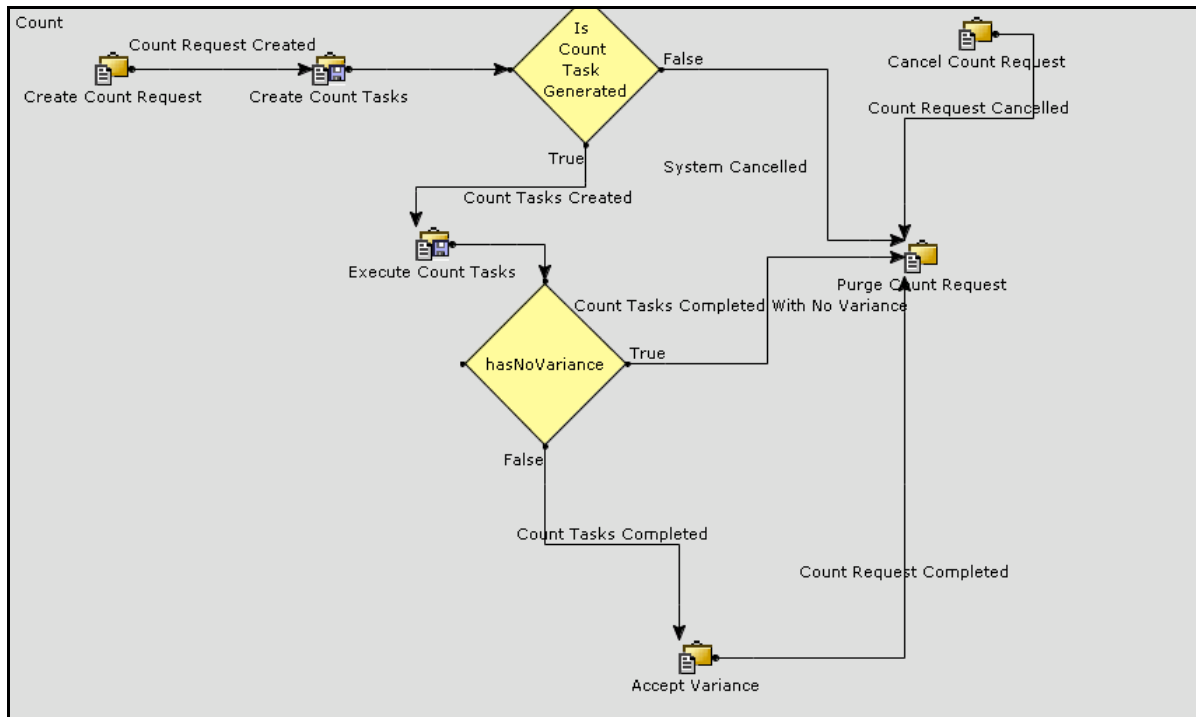 Count
Count Request Created
Create Count Request
Create Count Tasks
Is
Count
Task
Generated
False
Cancel Count Request
Count Request Cancelled
True
System Cancelled
Count Tasks Created
Execute Count Tasks
Purge Count Request
Count Tasks Completed With No Variance
True
hasNoVariance
False
Count Tasks Completed
Count Request Completed
Accept Variance